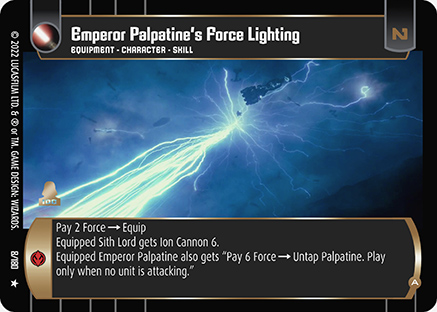 Emperor Palpatine's Force Lighting
EQUIPMENT - CHARACTER - SKILL
N
Pay 2 Force → Equip
Equipped Sith Lord gets Ion Cannon 6.
Equipped Emperor Palpatine also gets "Pay 6 Force → Untap Palpatine. Play
only when no unit is attacking."
A
©2022 LUCASFILM LTD. & ® or ™ GAME DESIGN: WIZARDS.
8/180 ★